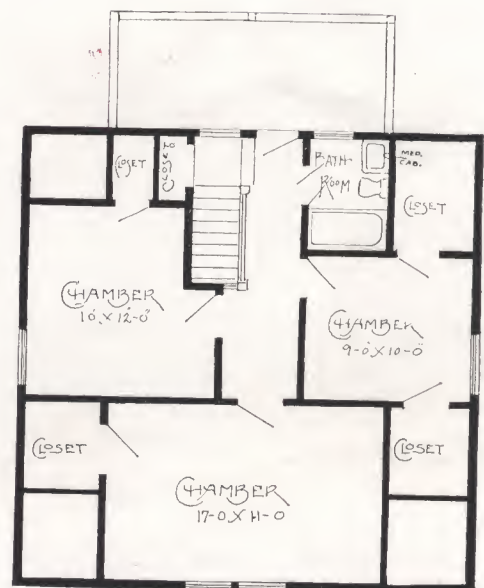 CLOSET
CLOSET
BATH
ROOM
MED.
CAB.
CLOSET
CHAMBER
10' X 12'-0"
CHAMBER
9-0 X 10-0
CLOSET
CLOSET
CHAMBER
17-0 X 11-0